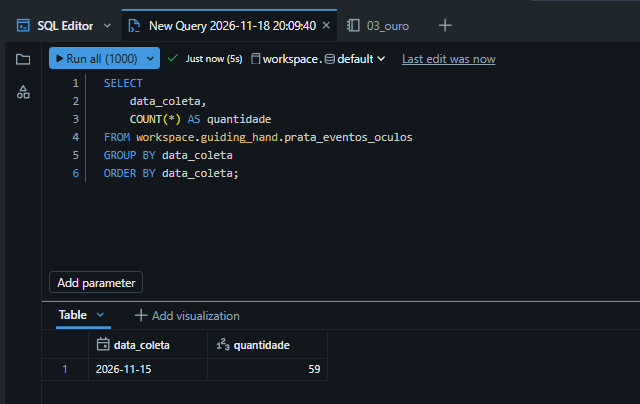 SQL Editor New Query 2026-11-18 20:09:40 03_ouro
Run all (1000) Just now (5s) workspace. default Last edit was now
1 SELECT
2 data_coleta,
3 COUNT(*) AS quantidade
4 FROM workspace.guiding_hand.prata_eventos_oculos
5 GROUP BY data_coleta
6 ORDER BY data_coleta;
Add parameter
Table Add visualization
data_coleta 123 quantidade
1 2026-11-15 59